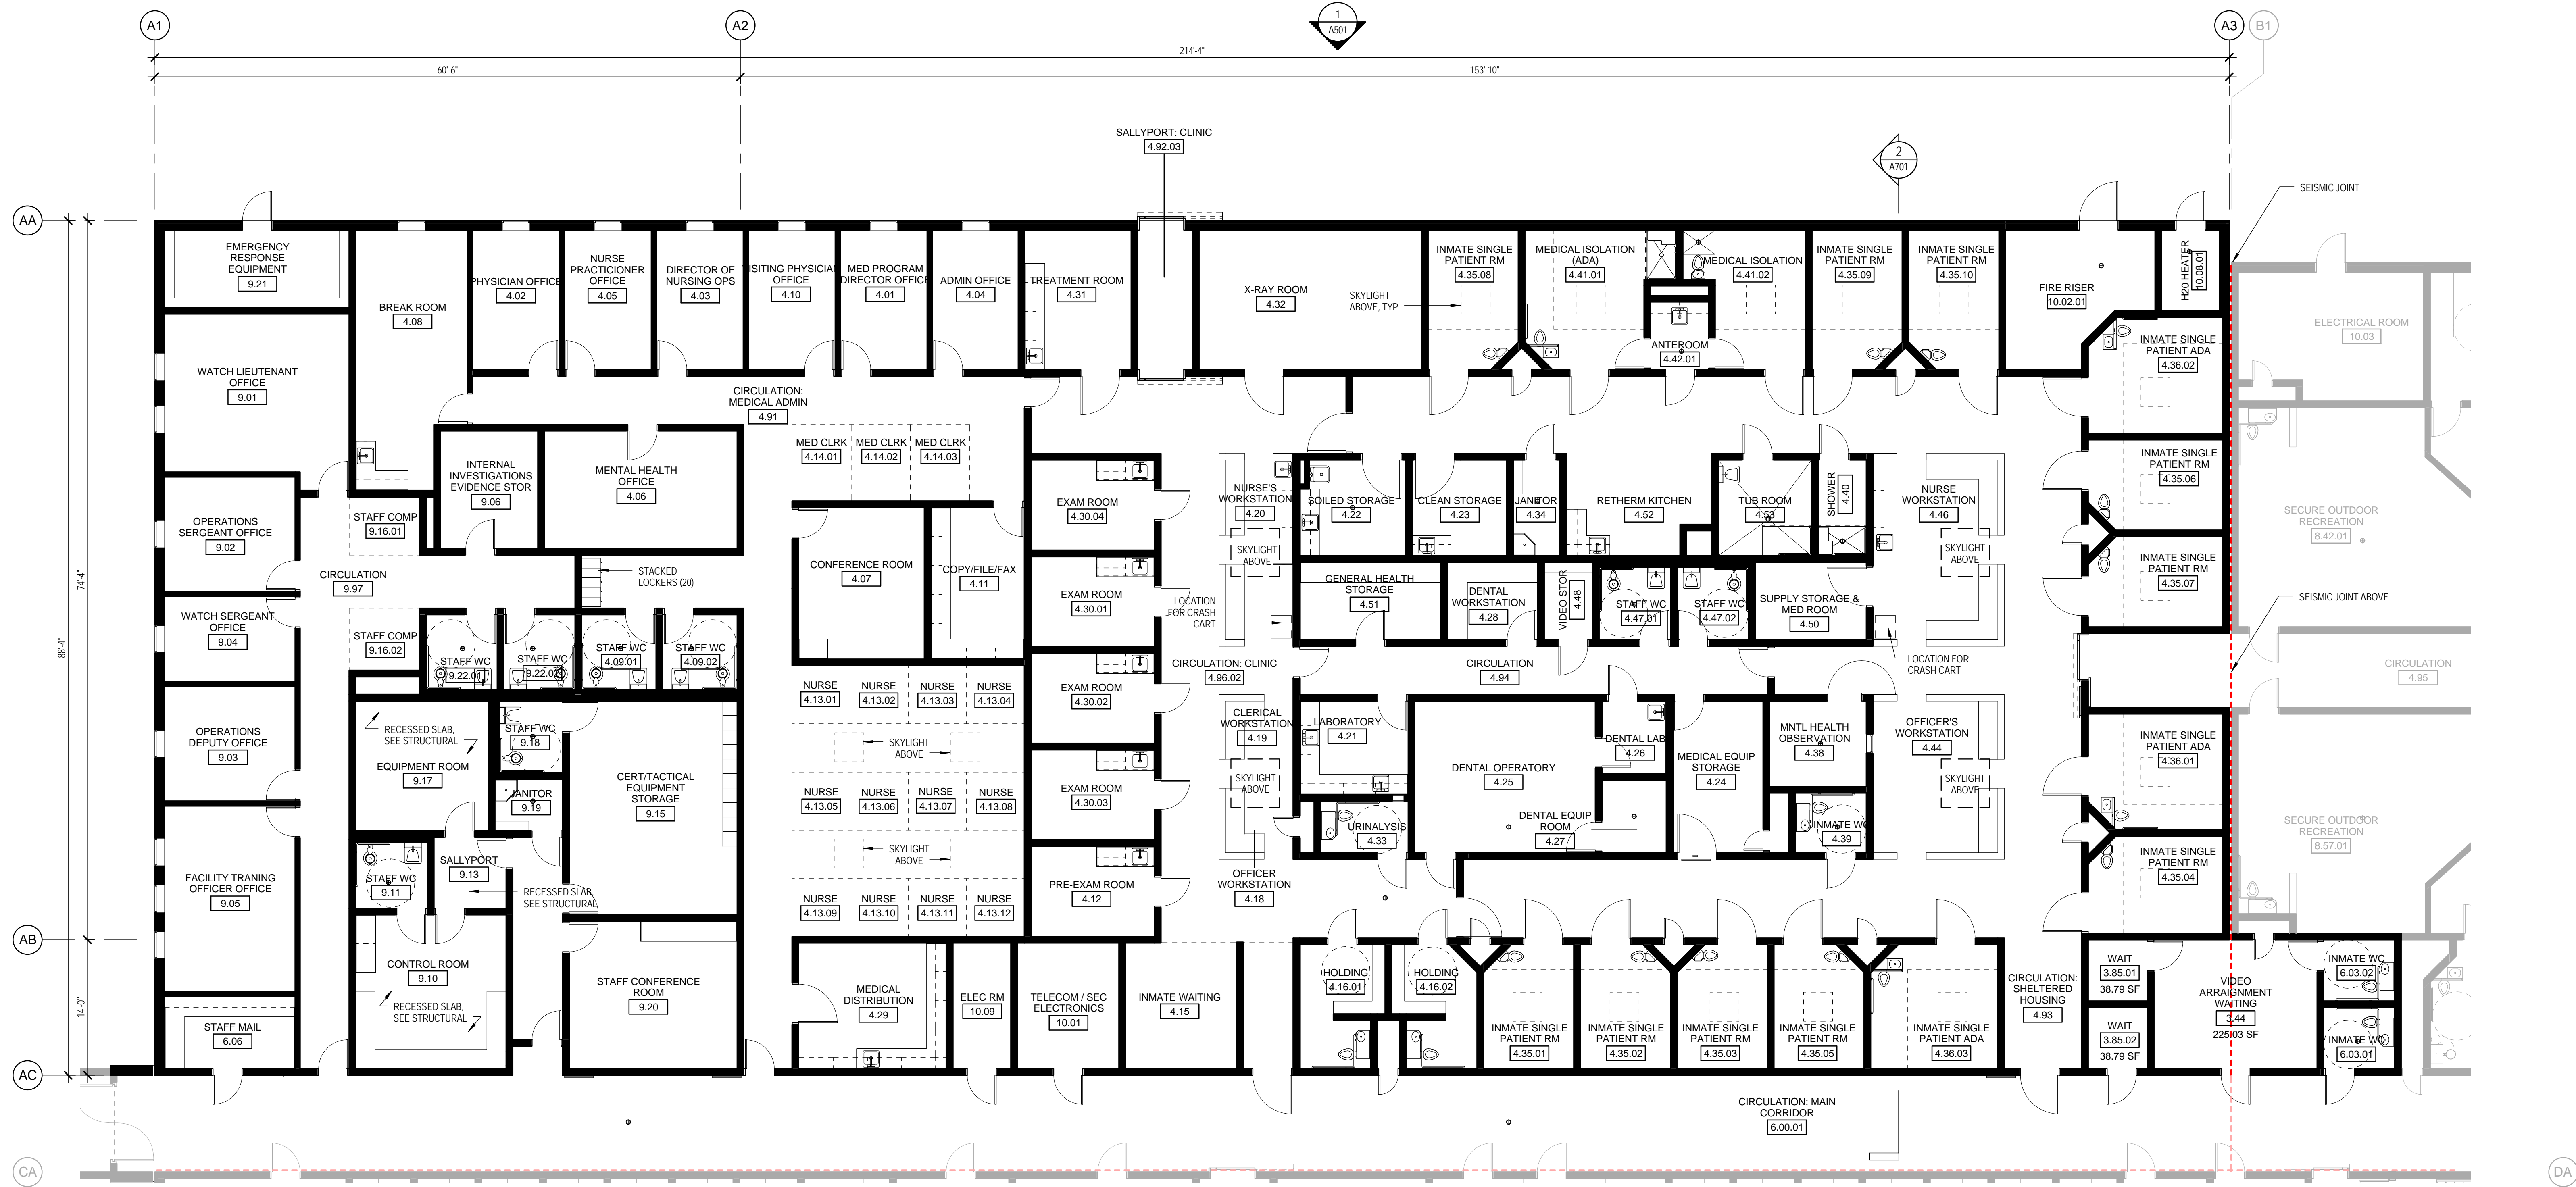 A1
A2
1
A501
A3
B1
214'-4"
60'-6"
153'-10"
SALLYPORT: CLINIC
4.92.03
2
A701
SEISMIC JOINT
AA
EMERGENCY
RESPONSE
EQUIPMENT
9.21
BREAK ROOM
4.08
PHYSICIAN OFFICE
4.02
NURSE
PRACTITIONER
OFFICE
4.05
DIRECTOR OF
NURSING OPS
4.03
ISITING PHYSICIA
OFFICE
4.10
MED PROGRAM
DIRECTOR OFFICE
4.01
ADMIN OFFICE
4.04
TREATMENT ROOM
4.31
X-RAY ROOM
4.32
SKYLIGHT
ABOVE, TYP
INMATE SINGLE
PATIENT RM
4.35.08
MEDICAL ISOLATION
(ADA)
4.41.01
MEDICAL ISOLATION
4.41.02
ANTEROOM
4.42.01
INMATE SINGLE
PATIENT RM
4.35.09
INMATE SINGLE
PATIENT RM
4.35.10
FIRE RISER
10.02.01
H20 HEATER
10.08.01
ELECTRICAL ROOM
10.03
INMATE SINGLE
PATIENT ADA
4.36.02
WATCH LIEUTENANT
OFFICE
9.01
CIRCULATION:
MEDICAL ADMIN
4.91
MED CLRK
4.14.01
MED CLRK
4.14.02
MED CLRK
4.14.03
INTERNAL
INVESTIGATIONS
EVIDENCE STOR
9.06
MENTAL HEALTH
OFFICE
4.06
EXAM ROOM
4.30.04
NURSE'S
WORKSTATION
4.20
SKYLIGHT
ABOVE
SOILED STORAGE
4.22
CLEAN STORAGE
4.23
JANITOR
4.34
RETHERM KITCHEN
4.52
TUB ROOM
4.53
SHOWER
4.40
NURSE
WORKSTATION
4.46
SKYLIGHT
ABOVE
INMATE SINGLE
PATIENT RM
4.35.06
SECURE OUTDOOR
RECREATION
8.42.01
OPERATIONS
SERGEANT OFFICE
9.02
STAFF COMP
9.16.01
CIRCULATION
9.97
STACKED
LOCKERS (20)
CONFERENCE ROOM
4.07
COPY/FILE/FAX
4.11
EXAM ROOM
4.30.01
LOCATION
FOR CRASH
CART
GENERAL HEALTH
STORAGE
4.51
DENTAL
WORKSTATION
4.28
VIDEO STOR
4.48
STAFF WC
4.47.01
STAFF WC
4.47.02
SUPPLY STORAGE &
MED ROOM
4.50
INMATE SINGLE
PATIENT RM
4.35.07
SEISMIC JOINT ABOVE
74'-4"
88'-4"
14'-0"
WATCH SERGEANT
OFFICE
9.04
STAFF COMP
9.16.02
STAFF WC
9.22.01
STAFF WC
9.22.02
STAFF WC
4.09.01
STAFF WC
4.09.02
NURSE
4.13.01
NURSE
4.13.02
NURSE
4.13.03
NURSE
4.13.04
EXAM ROOM
4.30.02
CIRCULATION: CLINIC
4.96.02
CIRCULATION
4.94
LOCATION FOR
CRASH CART
CIRCULATION
4.95
OPERATIONS
DEPUTY OFFICE
9.03
RECESSED SLAB,
SEE STRUCTURAL
EQUIPMENT ROOM
9.17
STAFF WC
9.18
JANITOR
9.19
CERT/TACTICAL
EQUIPMENT
STORAGE
9.15
SKYLIGHT
ABOVE
NURSE
4.13.05
NURSE
4.13.06
NURSE
4.13.07
NURSE
4.13.08
EXAM ROOM
4.30.03
CLERICAL
WORKSTATION
4.19
SKYLIGHT
ABOVE
LABORATORY
4.21
URINALYSIS
4.33
DENTAL OPERATORY
4.25
DENTAL LAB
4.26
DENTAL EQUIP
ROOM
4.27
MEDICAL EQUIP
STORAGE
4.24
MNTL HEALTH
OBSERVATION
4.38
INMATE WC
4.39
OFFICER'S
WORKSTATION
4.44
SKYLIGHT
ABOVE
INMATE SINGLE
PATIENT ADA
4.36.01
SECURE OUTDOOR
RECREATION
8.57.01
SKYLIGHT
ABOVE
FACILITY TRANING
OFFICER OFFICE
9.05
STAFF WC
9.11
SALLYPORT
9.13
RECESSED SLAB,
SEE STRUCTURAL
NURSE
4.13.09
NURSE
4.13.10
NURSE
4.13.11
NURSE
4.13.12
PRE-EXAM ROOM
4.12
OFFICER
WORKSTATION
4.18
INMATE SINGLE
PATIENT RM
4.35.04
AB
CONTROL ROOM
9.10
RECESSED SLAB,
SEE STRUCTURAL
STAFF CONFERENCE
ROOM
9.20
MEDICAL
DISTRIBUTION
4.29
ELEC RM
10.09
TELECOM / SEC
ELECTRONICS
10.01
INMATE WAITING
4.15
HOLDING
4.16.01
HOLDING
4.16.02
INMATE SINGLE
PATIENT RM
4.35.01
INMATE SINGLE
PATIENT RM
4.35.02
INMATE SINGLE
PATIENT RM
4.35.03
INMATE SINGLE
PATIENT RM
4.35.05
INMATE SINGLE
PATIENT ADA
4.36.03
CIRCULATION:
SHELTERED
HOUSING
4.93
WAIT
3.85.01
38.79 SF
WAIT
3.85.02
38.79 SF
VIDEO
ARRAIGNMENT
WAITING
3.44
225.03 SF
INMATE WC
6.03.02
INMATE WC
6.03.01
STAFF MAIL
6.06
AC
CIRCULATION: MAIN
CORRIDOR
6.00.01
CA
DA